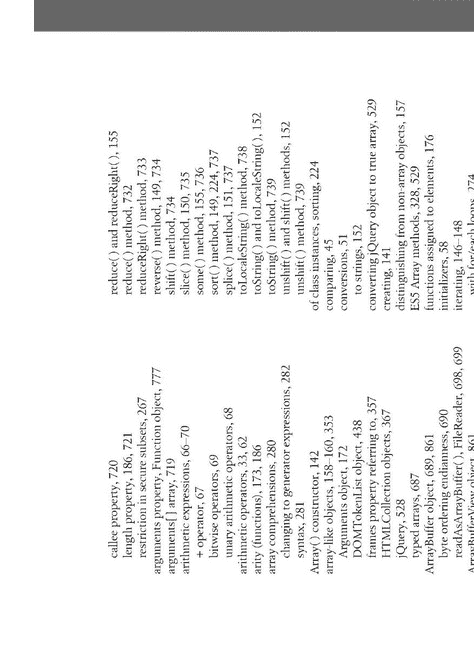 callee property, 720
length property, 186, 721
restriction in secure subsets, 267
arguments property, Function object, 777
arguments[ ] array, 719
arithmetic expressions, 66–70
+ operator, 67
bitwise operators, 69
unary arithmetic operators, 68
arithmetic operators, 33, 62
arity (functions), 173, 186
array comprehensions, 280
changing to generator expressions, 282
syntax, 281
Array( ) constructor, 142
array-like objects, 158–160, 353
Arguments object, 172
DOMTokenList object, 438
frames property referring to, 357
HTMLCollection objects, 367
jQuery, 528
typed arrays, 687
ArrayBuffer object, 689, 861
byte ordering endianness, 690
readAsArrayBuffer( ), FileReader, 698, 699
ArrayBufferView object, 861
reduce( ) and reduceRight( ), 155
reduce( ) method, 732
reduceRight( ) method, 733
reverse( ) method, 149, 734
shift( ) method, 734
slice( ) method, 150, 735
some( ) method, 155, 736
sort( ) method, 149, 224, 737
splice( ) method, 151, 737
toLocaleString( ) method, 738
toString( ) and toLocaleString( ), 152
toString( ) method, 739
unshift( ) and shift( ) methods, 152
unshift( ) method, 739
of class instances, sorting, 224
comparing, 45
conversions, 51
to strings, 152
converting jQuery object to true array, 529
creating, 141
distinguishing from non-array objects, 157
ES5 Array methods, 328, 529
functions assigned to elements, 176
initializers, 58
iterating, 146–148
with for/each loops, 274